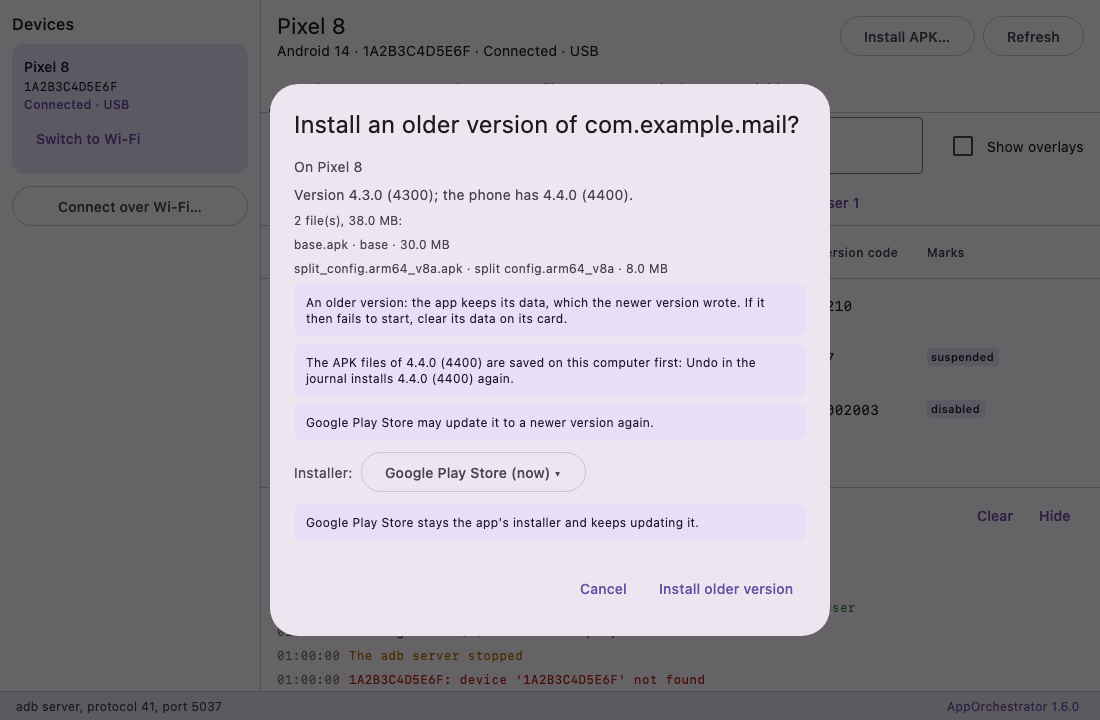 Devices
Pixel 8
1A2B3C4D5E6F
Connected · USB
Switch to Wi-Fi
Connect over Wi-Fi...
Pixel 8
Android 14 · 1A2B3C4D5E6F · Connected · USB
Install APK...
Refresh
Show overlays
ser 1
ersion code
Marks
210
suspended
002003
disabled
Install an older version of com.example.mail?
On Pixel 8
Version 4.3.0 (4300); the phone has 4.4.0 (4400).
2 file(s), 38.0 MB:
base.apk · base · 30.0 MB
split_config.arm64_v8a.apk · split config.arm64_v8a · 8.0 MB
An older version: the app keeps its data, which the newer version wrote. If it
then fails to start, clear its data on its card.
The APK files of 4.4.0 (4400) are saved on this computer first: Undo in the
journal installs 4.4.0 (4400) again.
Google Play Store may update it to a newer version again.
Installer:
Google Play Store (now) ▾
Google Play Store stays the app's installer and keeps updating it.
Cancel
Install older version
Clear
Hide
ser
01:00:00 The adb server stopped
01:00:00 1A2B3C4D5E6F: device '1A2B3C4D5E6F' not found
adb server, protocol 41, port 5037
AppOrchestrator 1.6.0